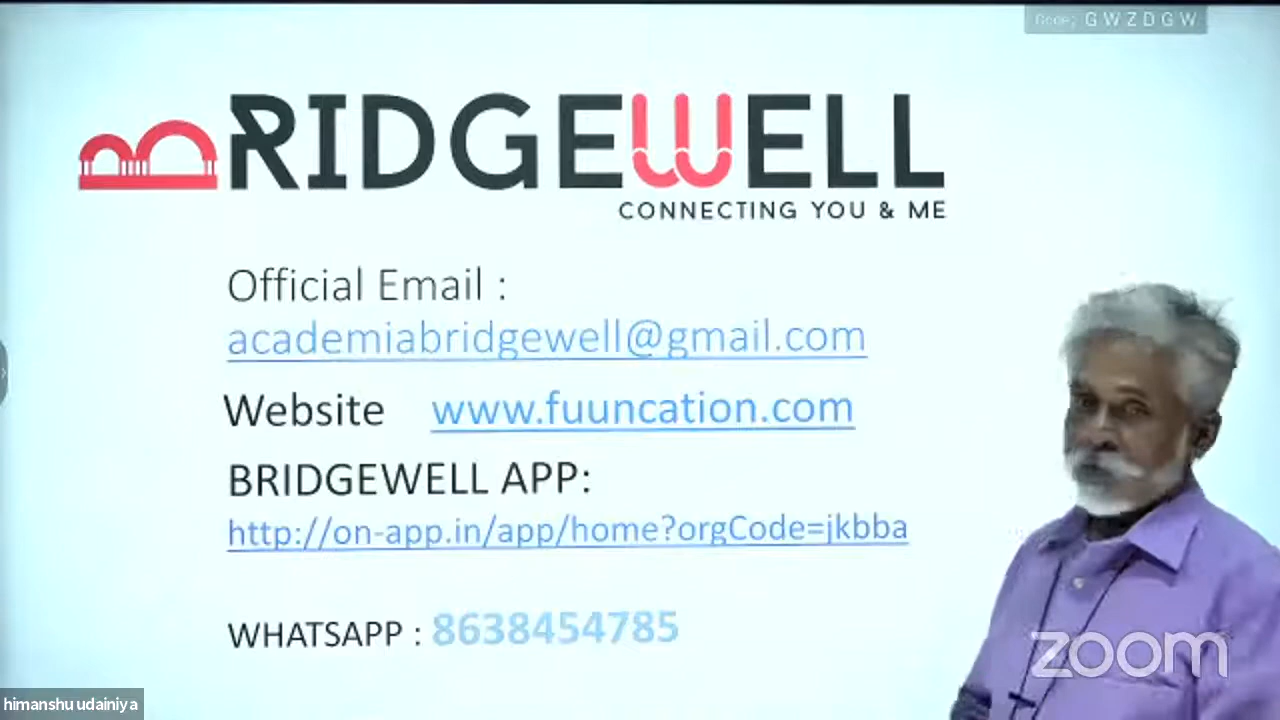 Code: GWZDGW
BRIDGEWELL
CONNECTING YOU & ME
Official Email :
academiabridgewell@gmail.com
Website www.fuuncation.com
BRIDGEWELL APP:
http://on-app.in/app/home?orgCode=jkbba
WHATSAPP : 8638454785
zoom
himanshu udainiya